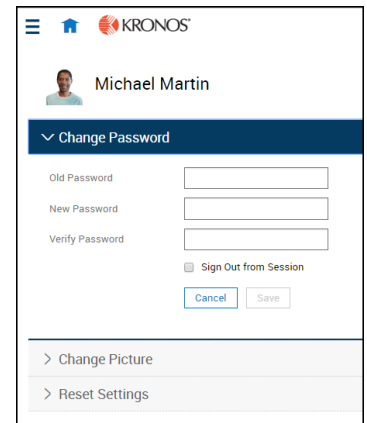 KRONOS®
Michael Martin
Change Password
Old Password
New Password
Verify Password
Sign Out from Session
Cancel Save
Change Picture
Reset Settings